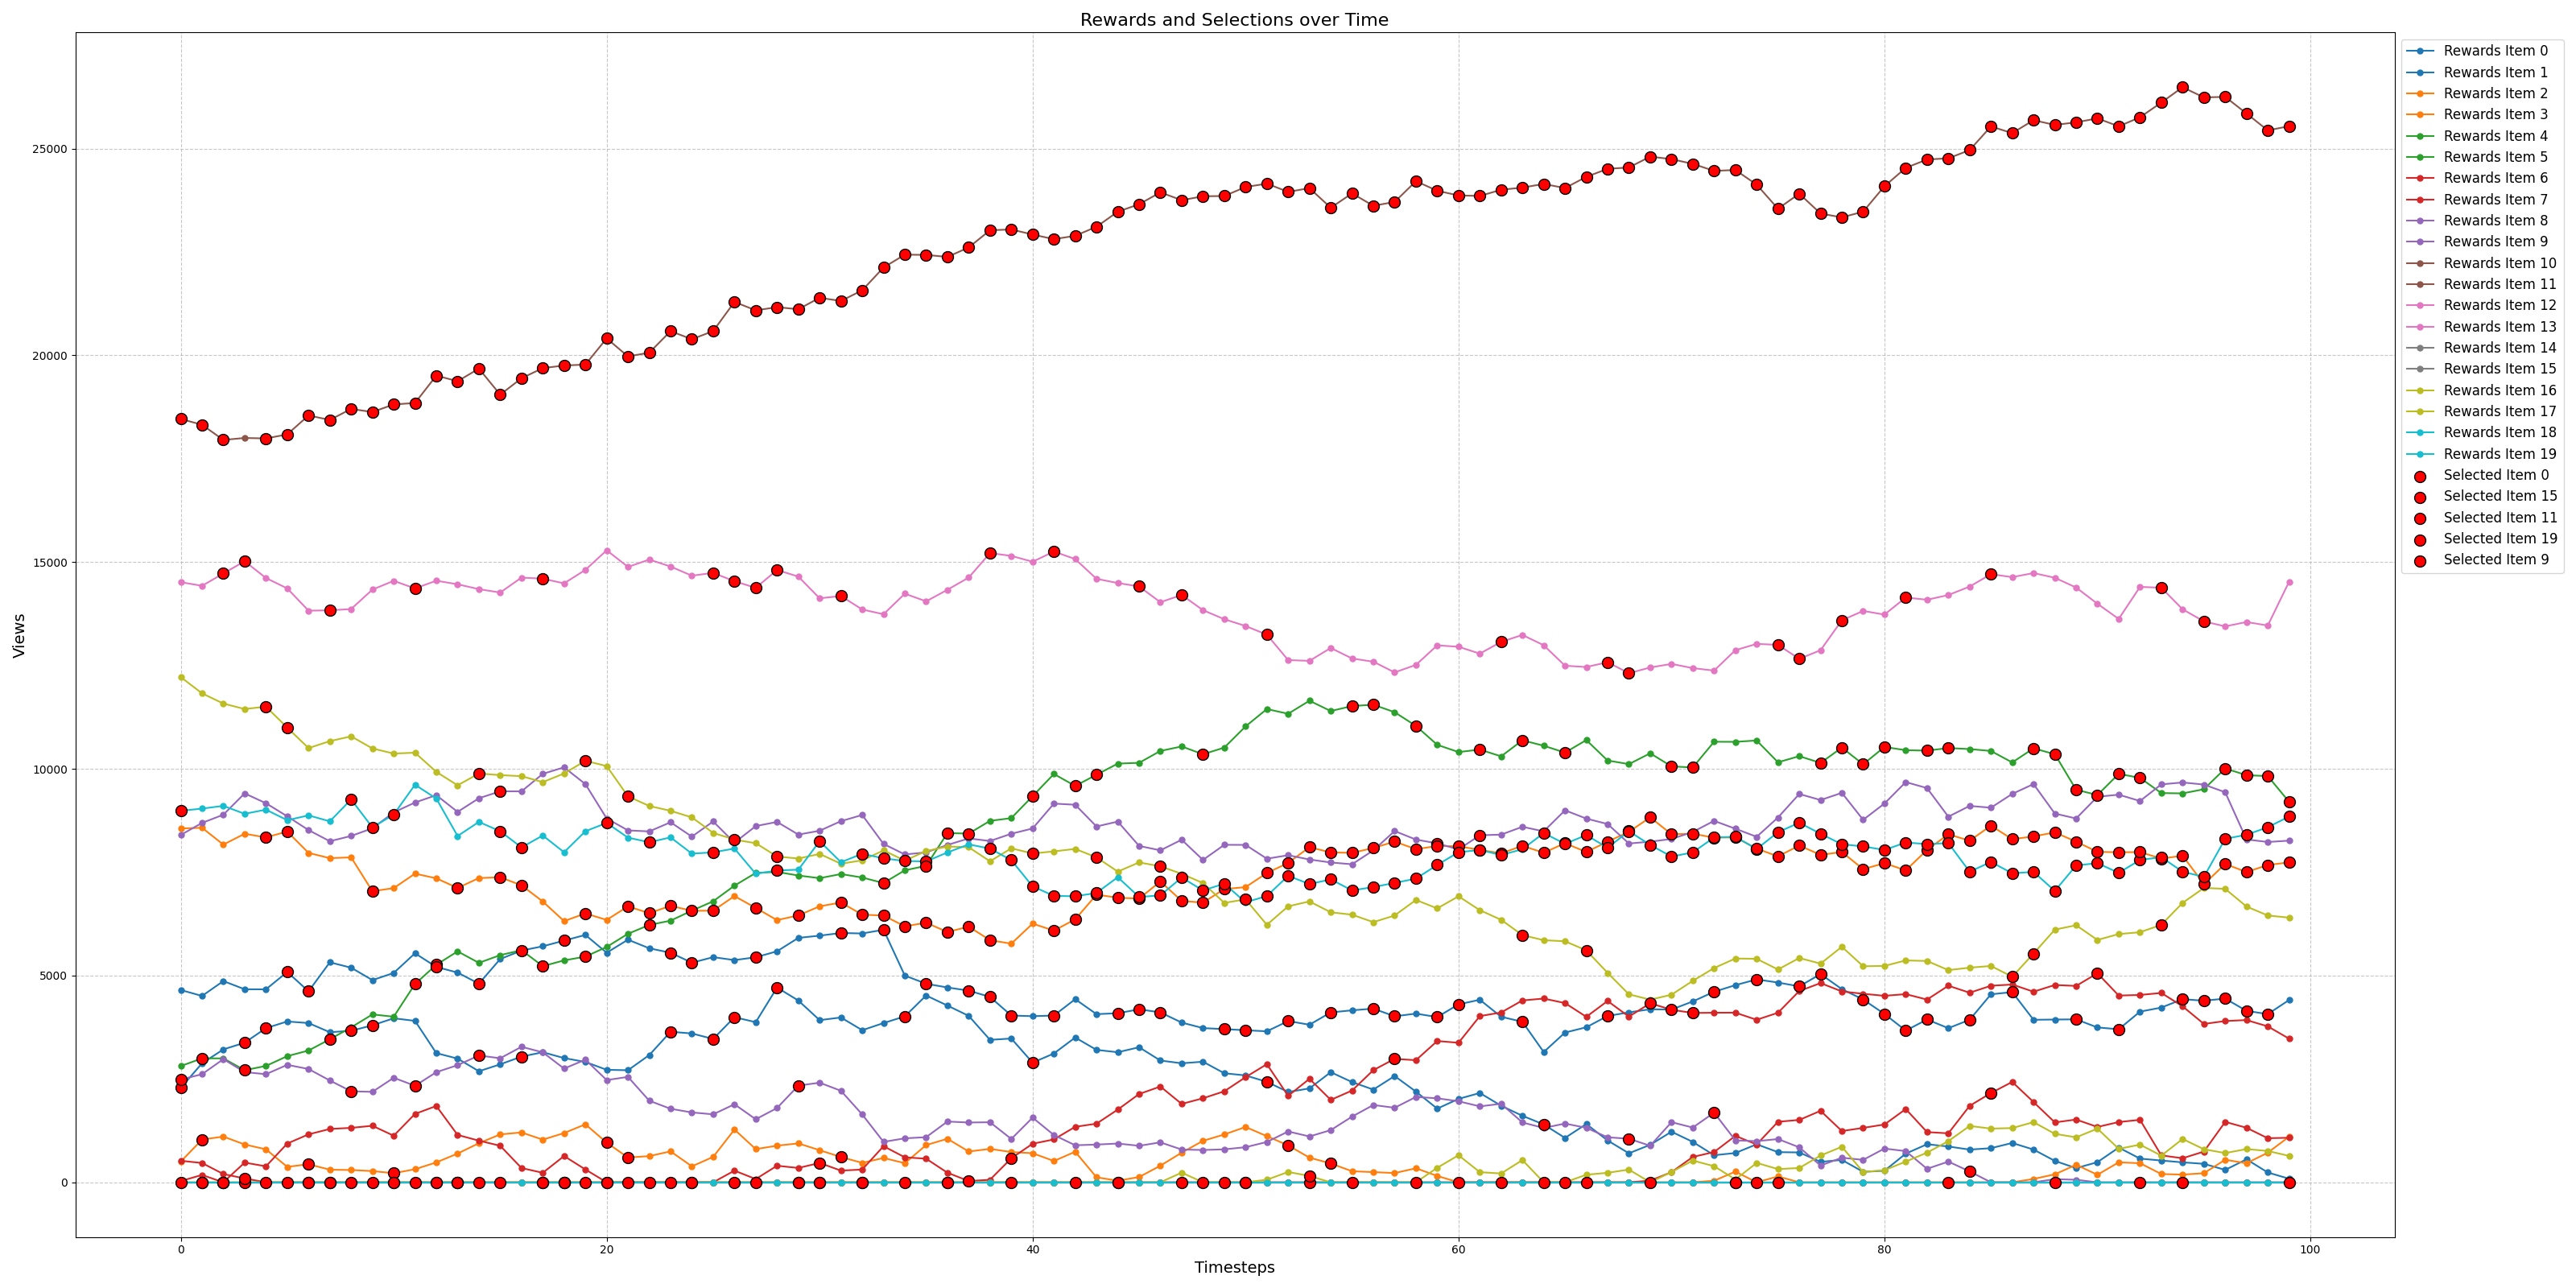 Rewards and Selections over Time
Views
25000
20000
15000
10000
5000
0
0
20
40
60
80
100
Timesteps
Rewards Item 0
Rewards Item 1
Rewards Item 2
Rewards Item 3
Rewards Item 4
Rewards Item 5
Rewards Item 6
Rewards Item 7
Rewards Item 8
Rewards Item 9
Rewards Item 10
Rewards Item 11
Rewards Item 12
Rewards Item 13
Rewards Item 14
Rewards Item 15
Rewards Item 16
Rewards Item 17
Rewards Item 18
Rewards Item 19
Selected Item 0
Selected Item 15
Selected Item 11
Selected Item 19
Selected Item 9